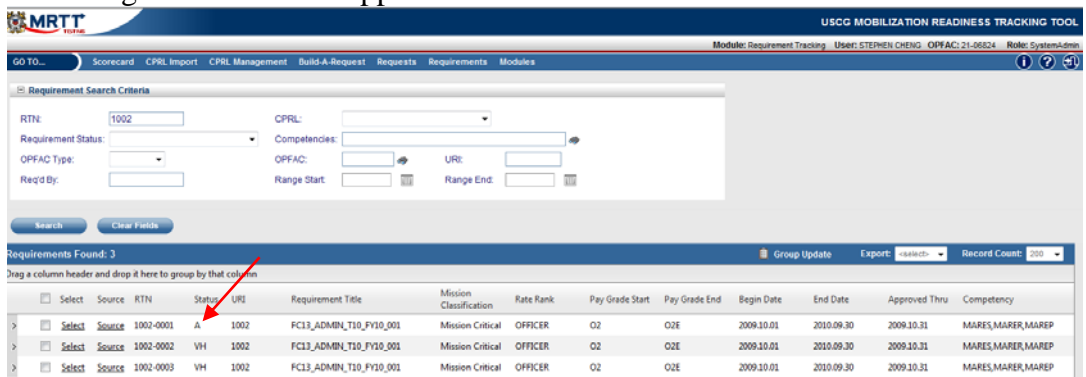 MRTT USCG MOBILIZATION READINESS TRACKING TOOL
Module: Requirement Tracking User: STEPHEN CHENG OPFAC: 21-06824 Role: SystemAdmin
GO TO... Scorecard CPRL Import CPRL Management Build-A-Request Requests Requirements Modules
Requirement Search Criteria
RTN: 1002 CPRL:
Requirement Status: Competencies:
OPFAC Type: OPFAC: URI:
Req'd By: Range Start: Range End:
Search Clear Fields
Requirements Found: 3 Group Update Export: <select> Record Count: 200
Drag a column header and drop it here to group by that column
Select Source RTN Status URI Requirement Title Mission Classification Rate Rank Pay Grade Start Pay Grade End Begin Date End Date Approved Thru Competency
> Select Source 1002-0001 A 1002 FC13_ADMIN_T10_FY10_001 Mission Critical OFFICER O2 O2E 2009.10.01 2010.09.30 2009.10.31 MARES,MARER,MAREP
> Select Source 1002-0002 VH 1002 FC13_ADMIN_T10_FY10_001 Mission Critical OFFICER O2 O2E 2009.10.01 2010.09.30 2009.10.31 MARES,MARER,MAREP
> Select Source 1002-0003 VH 1002 FC13_ADMIN_T10_FY10_001 Mission Critical OFFICER O2 O2E 2009.10.01 2010.09.30 2009.10.31 MARES,MARER,MAREP